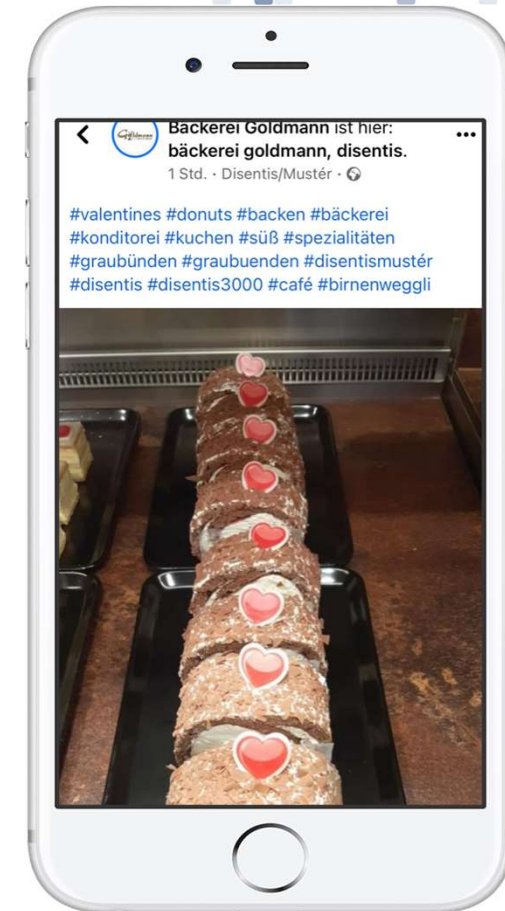 Bäckerei Goldmann ist hier:
bäckerei goldmann, disentis.
1 Std. · Disentis/Mustér ·
#valentines #donuts #backen #bäckerei
#konditorei #kuchen #süß #spezialitäten
#graubünden #graubuenden #disentismustér
#disentis #disentis3000 #café #birnenweggli